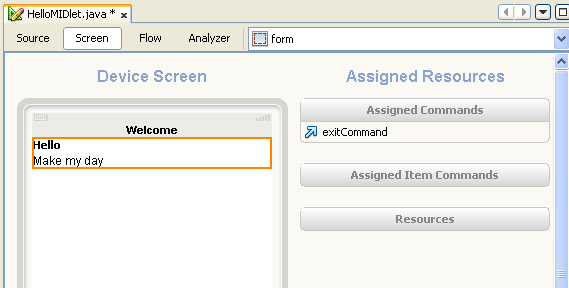 HelloMIDlet.java *
Source Screen Flow Analyzer form
Device Screen
Assigned Resources
Welcome
Hello
Make my day
Assigned Commands
exitCommand
Assigned Item Commands
Resources